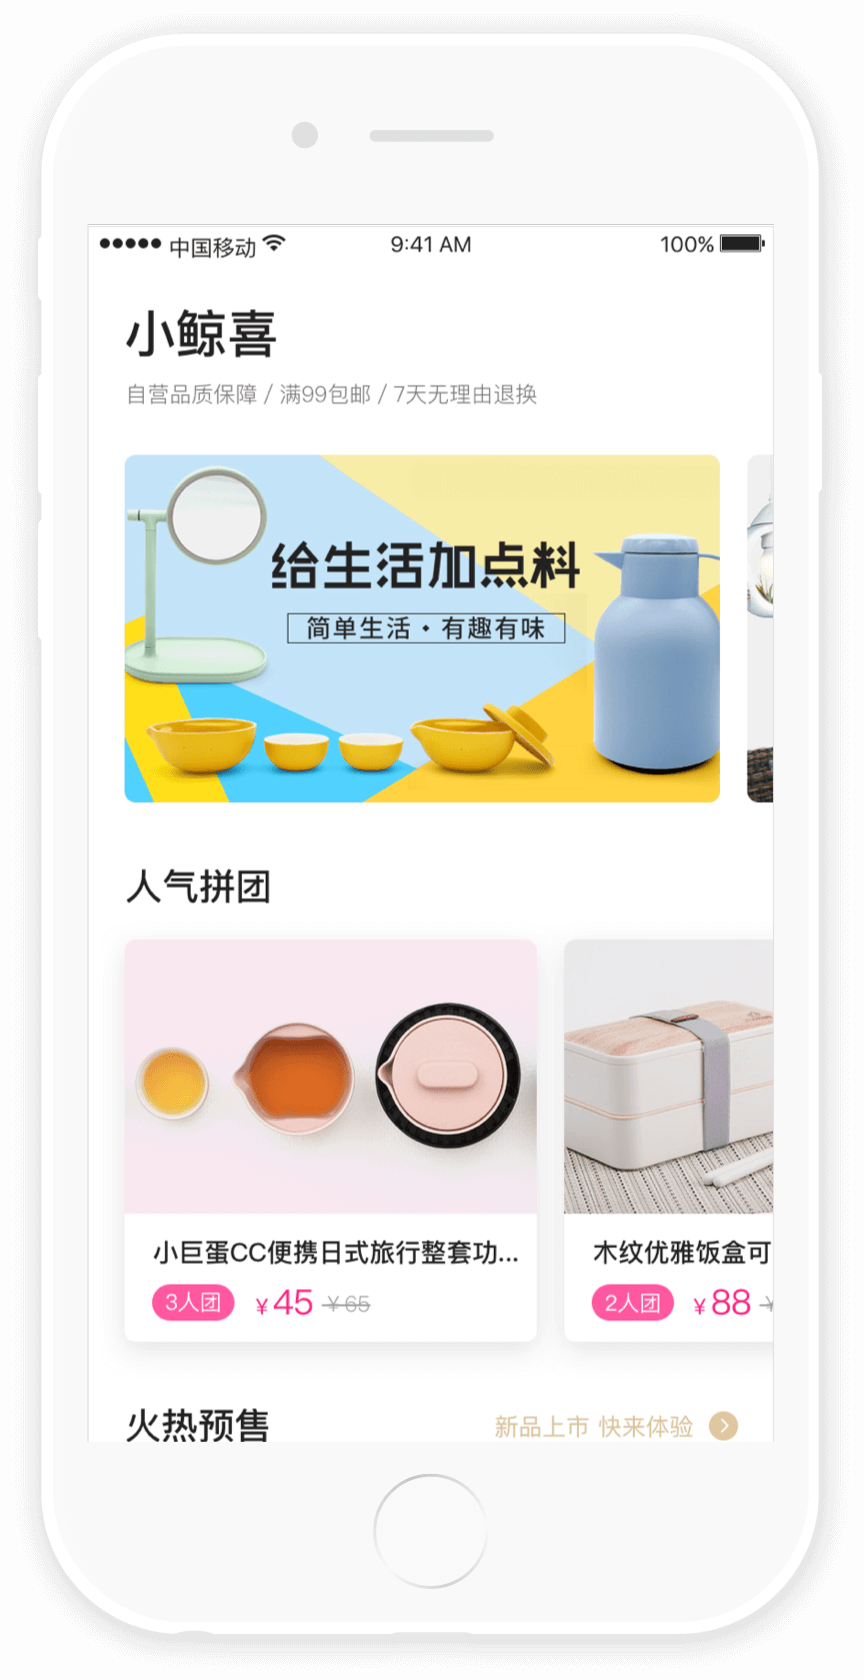 中国移动 9:41 AM 100%
小鲸喜
自营品质保障 / 满99包邮 / 7天无理由退换
给生活加点料
简单生活・有趣有味
人气拼团
小巨蛋CC便携日式旅行整套功...
3人团 ¥45 ¥65
木纹优雅饭盒可
2人团 ¥88 ¥
火热预售
新品上市 快来体验